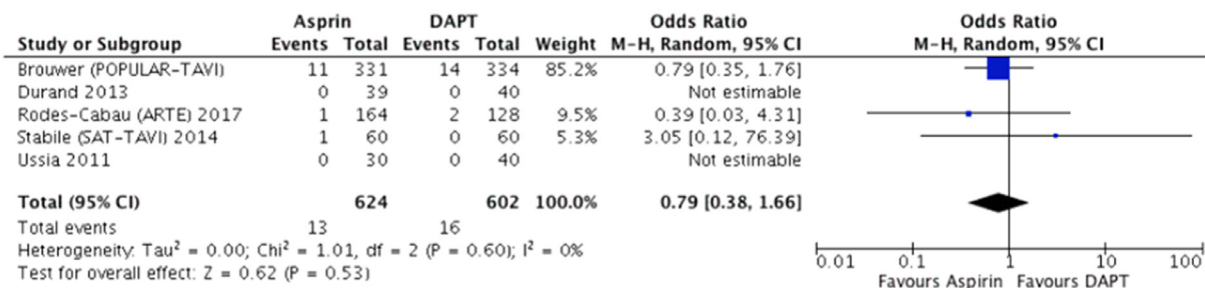 Asprin DAPT Odds Ratio Odds Ratio
Study or Subgroup Events Total Events Total Weight M-H, Random, 95% CI M-H, Random, 95% CI
Brouwer (POPULAR-TAVI) 11 331 14 334 85.2% 0.79 [0.35, 1.76]
Durand 2013 0 39 0 40 Not estimable
Rodes-Cabau (ARTE) 2017 1 164 2 128 9.5% 0.39 [0.03, 4.31]
Stabile (SAT-TAVI) 2014 1 60 0 60 5.3% 3.05 [0.12, 76.39]
Ussia 2011 0 30 0 40 Not estimable
Total (95% CI) 624 602 100.0% 0.79 [0.38, 1.66]
Total events 13 16
Heterogeneity: Tau² = 0.00; Chi² = 1.01, df = 2 (P = 0.60); I² = 0%
Test for overall effect: Z = 0.62 (P = 0.53)
0.01 0.1 1 10 100
Favours Aspirin Favours DAPT